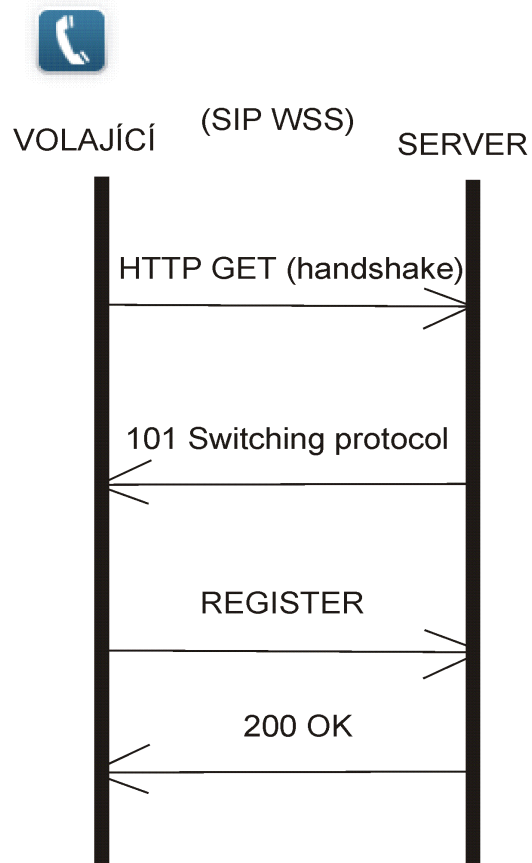 (SIP WSS)
VOLAJÍCÍ
SERVER
HTTP GET (handshake)
101 Switching protocol
REGISTER
200 OK